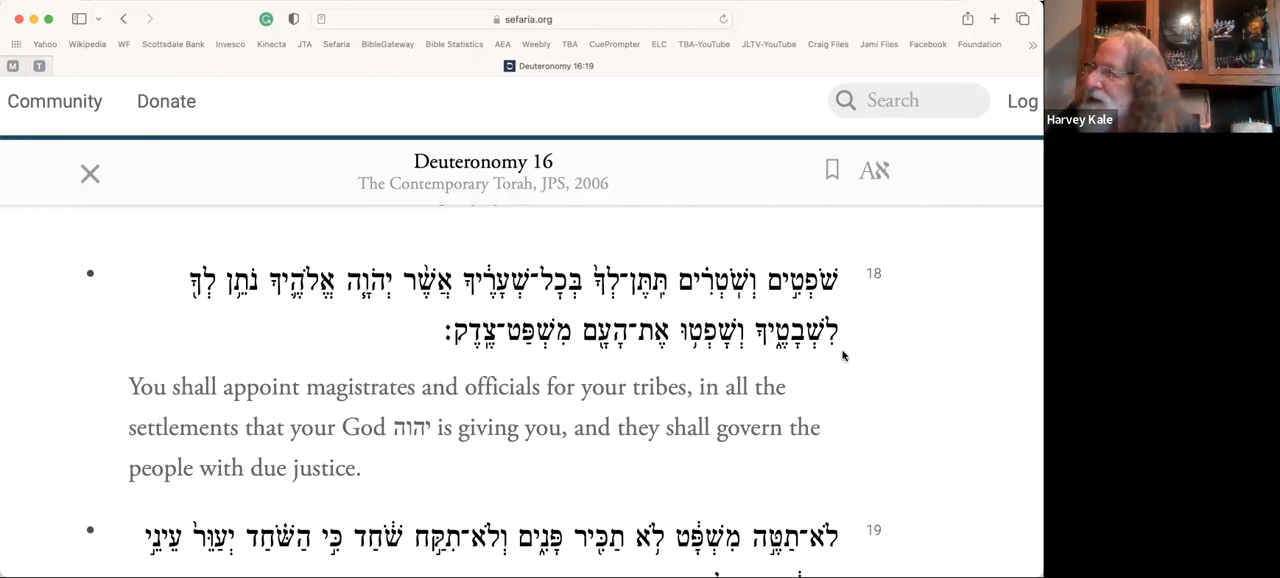 sefaria.org
Yahoo Wikipedia WF Scottsdale Bank Invesco Kinecta JTA Sefaria BibleGateway Bible Statistics AEA Weebly TBA CuePrompter ELC TBA-YouTube JLTV-YouTube Craig Files Jami Files Facebook Foundation
M T Deuteronomy 16:19
Community Donate Search Log
Harvey Kale
Deuteronomy 16
The Contemporary Torah, JPS, 2006
Aא
18
שֹׁפְטִ֣ים וְשֹֽׁטְרִ֗ים תִּֽתֶּן־לְךָ֙ בְּכׇל־שְׁעָרֶ֔יךָ אֲשֶׁ֨ר יְהֹוָ֧ה אֱלֹהֶ֛יךָ נֹתֵ֥ן לְךָ֖
לִשְׁבָטֶ֑יךָ וְשָׁפְט֥וּ אֶת־הָעָ֖ם מִשְׁפַּט־צֶֽדֶק׃
You shall appoint magistrates and officials for your tribes, in all the
settlements that your God יהוה is giving you, and they shall govern the
people with due justice.
19
לֹא־תַטֶּ֣ה מִשְׁפָּ֔ט לֹ֥א תַכִּ֖יר פָּנִ֑ים וְלֹא־תִקַּ֣ח שֹׁ֔חַד כִּ֣י הַשֹּׁ֗חַד יְעַוֵּר֙ עֵינֵ֣י